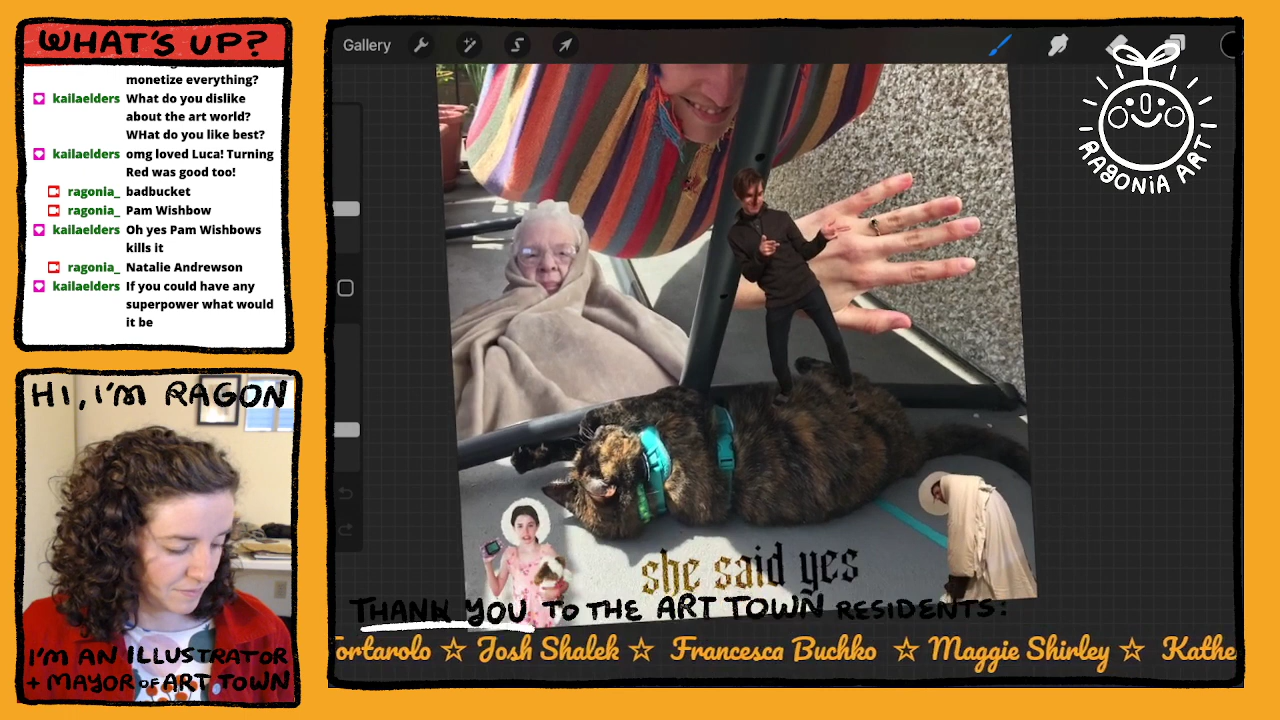 WHAT'S UP?
monetize everything?
kailaelders What do you dislike
about the art world?
WHat do you like best?
kailaelders omg loved Luca! Turning
Red was good too!
ragonia_ badbucket
ragonia_ Pam Wishbow
kailaelders Oh yes Pam Wishbows
kills it
ragonia_ Natalie Andrewson
kailaelders If you could have any
superpower what would
it be
HI, I'M RAGON
I'M AN ILLUSTRATOR
+ MAYOR OF ART TOWN
Gallery
RAGONiA ART
she said yes
THANK YOU TO THE ART TOWN RESIDENTS:
ortarolo ☆ Josh Shalek ☆ Francesca Buchko ☆ Maggie Shirley ☆ Kathe